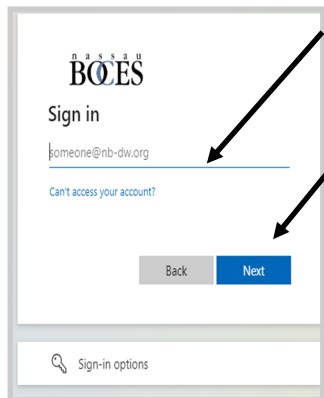 nassau
BOCES
Sign in
someone@nb-dw.org
Can't access your account?
Back Next
Sign-in options